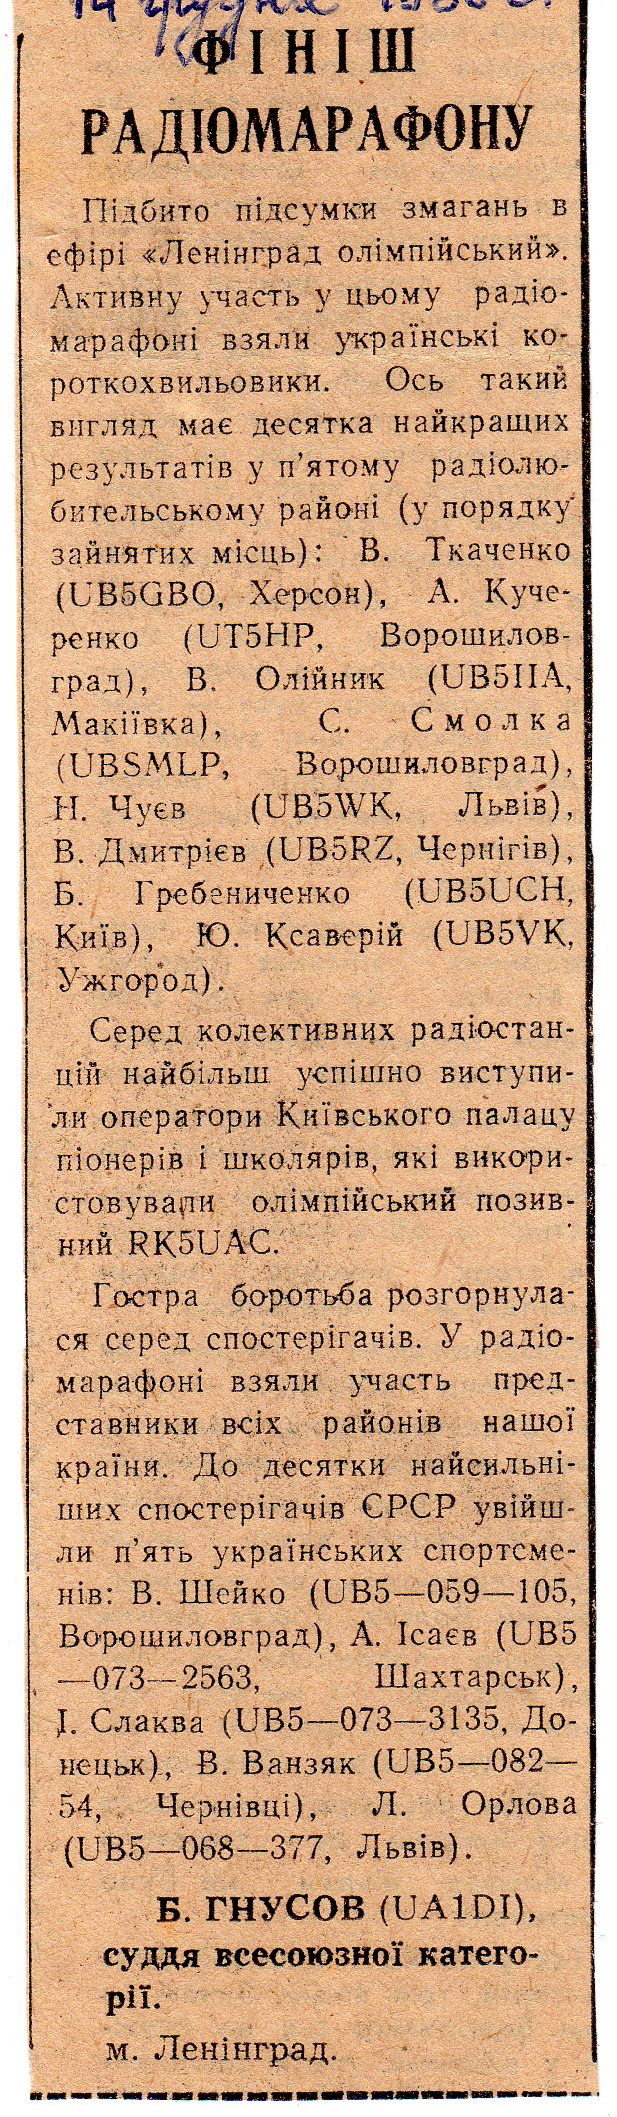 14 грудня 1980 г.
ФІНІШ
РАДІОМАРАФОНУ
Підбито підсумки змагань в
ефірі «Ленінград олімпійський».
Активну участь у цьому радіо-
марафоні взяли українські ко-
роткохвильовики. Ось такий
вигляд має десятка найкращих
результатів у п'ятому радіолю-
бительському районі (у порядку
зайнятих місць): В. Ткаченко
(UB5GBO, Херсон), А. Куче-
ренко (UT5HP, Ворошилов-
град), В. Олійник (UB5IIA,
Макіївка), С. Смолка
(UBSMLP, Ворошиловград),
Н. Чуєв (UB5WK, Львів),
В. Дмитрієв (UB5RZ, Чернігів),
Б. Гребениченко (UB5UCH,
Київ), Ю. Ксаверій (UB5VK,
Ужгород).
Серед колективних радіостан-
цій найбільш успішно виступи-
ли оператори Київського палацу
піонерів і школярів, які викори-
стовували олімпійський позив-
ний RK5UAC.
Гостра боротьба розгорнула-
ся серед спостерігачів. У радіо-
марафоні взяли участь пред-
ставники всіх районів нашої
країни. До десятки найсильні-
ших спостерігачів СРСР увійш-
ли п'ять українських спортсме-
нів: В. Шейко (UB5—059—105,
Ворошиловград), А. Ісаєв (UB5
—073—2563, Шахтарськ),
І. Слаква (UB5—073—3135, До-
нецьк), В. Ванзяк (UB5—082—
54, Чернівці), Л. Орлова
(UB5—068—377, Львів).
Б. ГНУСОВ (UA1DI),
суддя всесоюзної катего-
рії.
м. Ленінград.